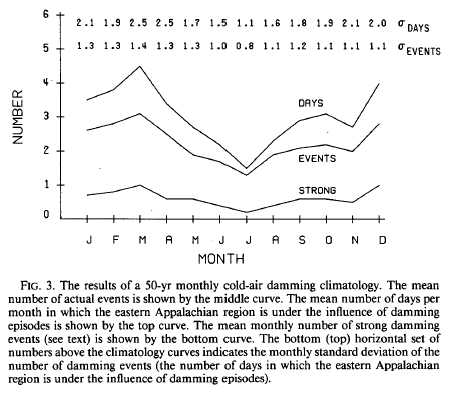 6
2.1 1.9 2.5 2.5 1.7 1.5 1.1 1.6 1.8 1.9 2.1 2.0 σ DAYS
1.3 1.3 1.4 1.3 1.3 1.0 0.8 1.1 1.2 1.1 1.1 1.1 σ EVENTS
5
4
3
2
1
0
NUMBER
DAYS
EVENTS
STRONG
J F M A M J J A S O N D
MONTH
FIG. 3. The results of a 50-yr monthly cold-air damming climatology. The mean
number of actual events is shown by the middle curve. The mean number of days per
month in which the eastern Appalachian region is under the influence of damming
episodes is shown by the top curve. The mean monthly number of strong damming
events (see text) is shown by the bottom curve. The bottom (top) horizontal set of
numbers above the climatology curves indicates the monthly standard deviation of the
number of damming events (the number of days in which the eastern Appalachian
region is under the influence of damming episodes).